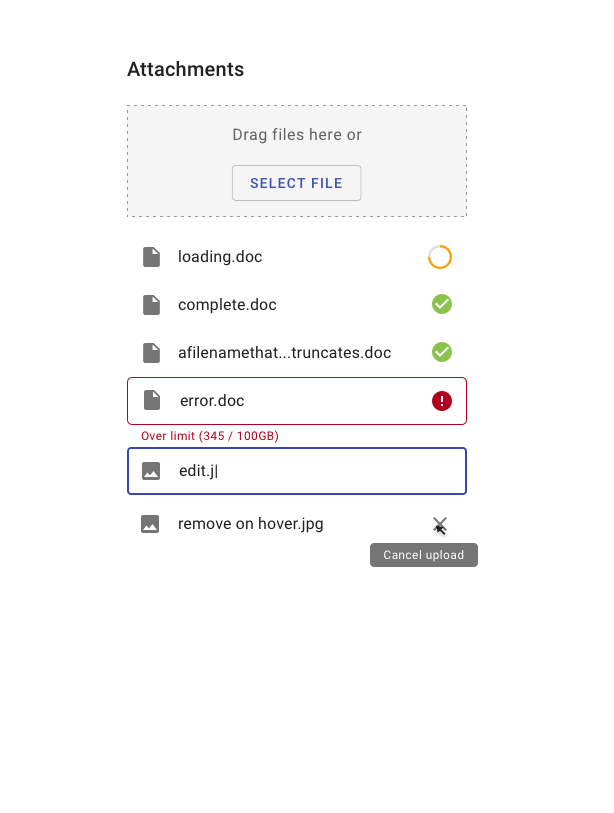 Attachments
Drag files here or
SELECT FILE
loading.doc
complete.doc
afilenamethat...truncates.doc
error.doc
Over limit (345 / 100GB)
edit.j
remove on hover.jpg
Cancel upload